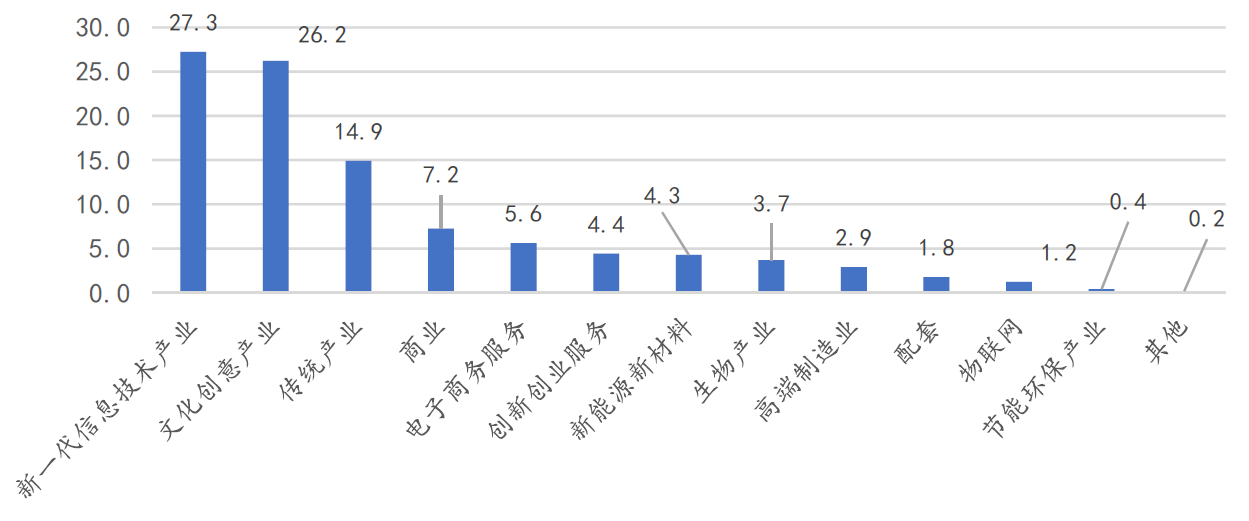 30.0
25.0
20.0
15.0
10.0
5.0
0.0
27.3
26.2
14.9
7.2
5.6
4.4
4.3
3.7
2.9
1.8
1.2
0.4
0.2
新一代信息技术产业
文化创意产业
传统产业
商业
电子商务服务
创新创业服务
新能源新材料
生物产业
高端制造业
配套
物联网
节能环保产业
其他